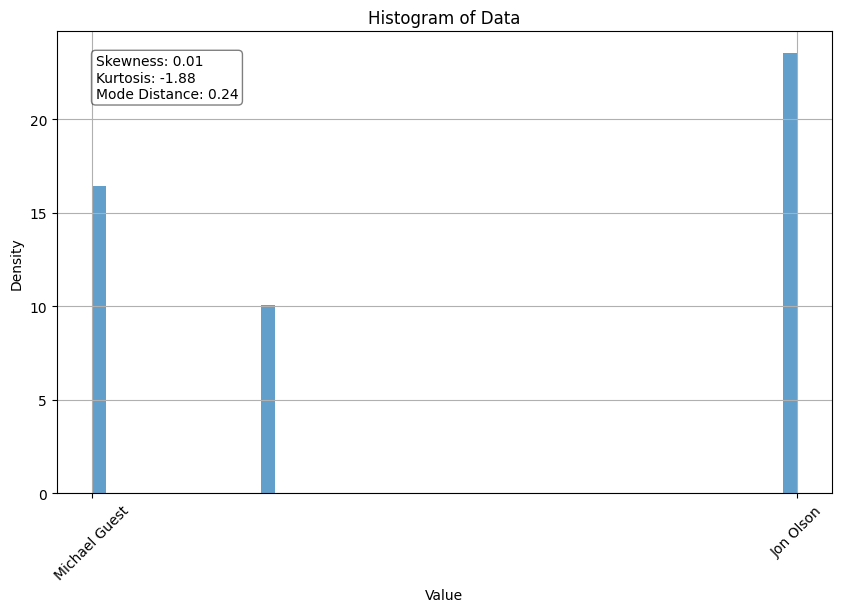 Histogram of Data
Skewness: 0.01
Kurtosis: -1.88
Mode Distance: 0.24
Density
20
15
10
5
0
Michael Guest
Jon Olson
Value